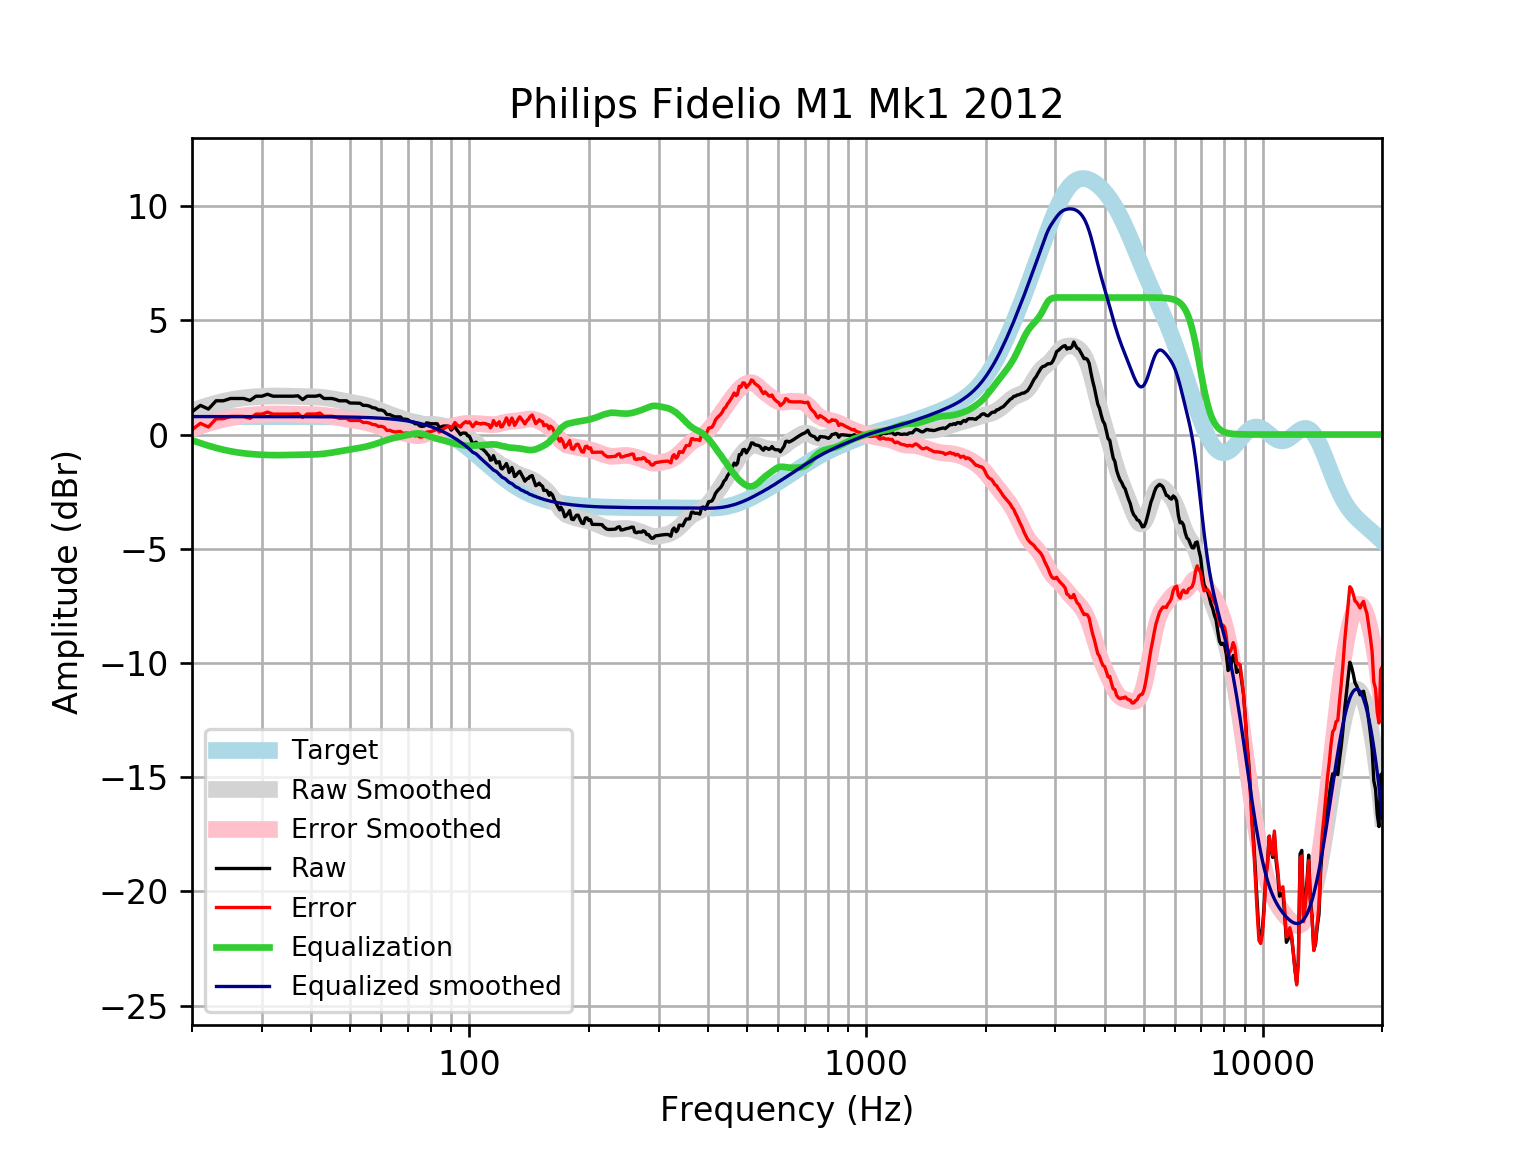 Philips Fidelio M1 Mk1 2012
Amplitude (dBr)
10
5
0
−5
−10
−15
−20
−25
Target
Raw Smoothed
Error Smoothed
Raw
Error
Equalization
Equalized smoothed
100 1000 10000
Frequency (Hz)